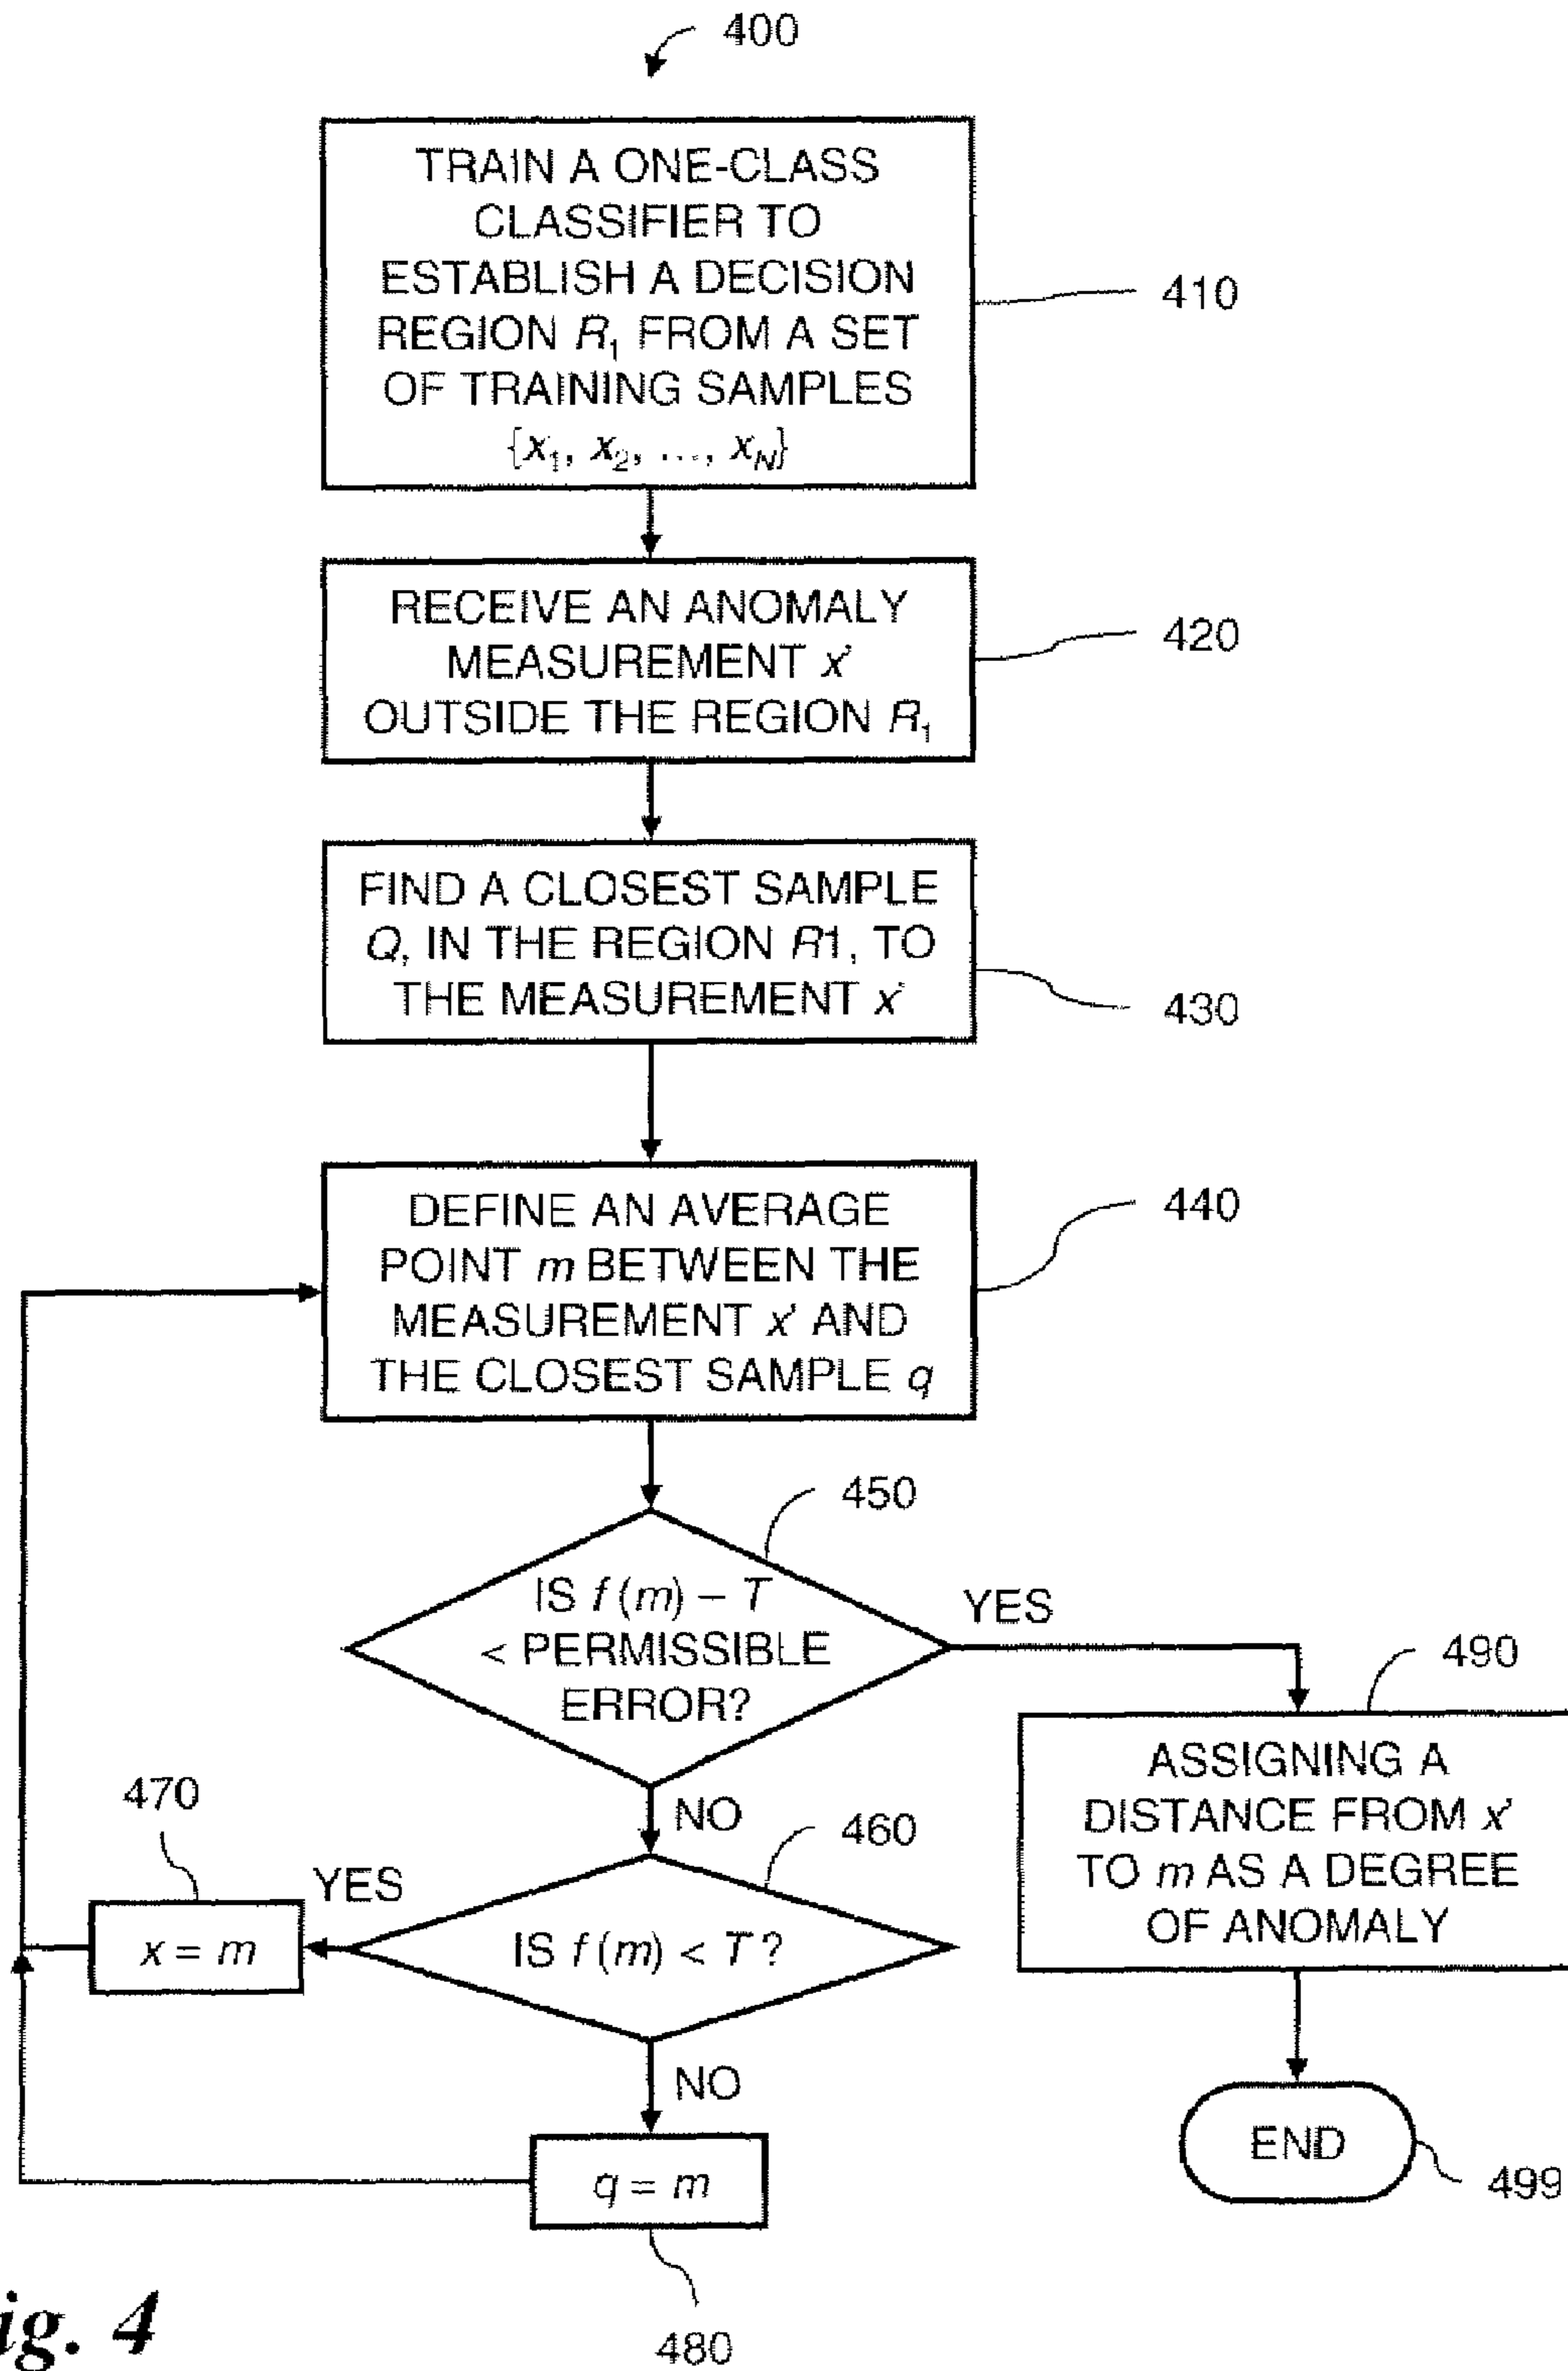 400
TRAIN A ONE-CLASS
CLASSIFIER TO
ESTABLISH A DECISION
REGION R₁ FROM A SET
OF TRAINING SAMPLES
{x₁, x₂, ..., x_N}
410
RECEIVE AN ANOMALY
MEASUREMENT x'
OUTSIDE THE REGION R₁
420
FIND A CLOSEST SAMPLE
Q, IN THE REGION R1, TO
THE MEASUREMENT x'
430
DEFINE AN AVERAGE
POINT m BETWEEN THE
MEASUREMENT x' AND
THE CLOSEST SAMPLE q
440
450
IS f(m) – T
< PERMISSIBLE
ERROR?
YES
NO
490
ASSIGNING A
DISTANCE FROM x'
TO m AS A DEGREE
OF ANOMALY
460
IS f(m) < T?
YES
NO
470
x = m
q = m
480
END
499
ig. 4